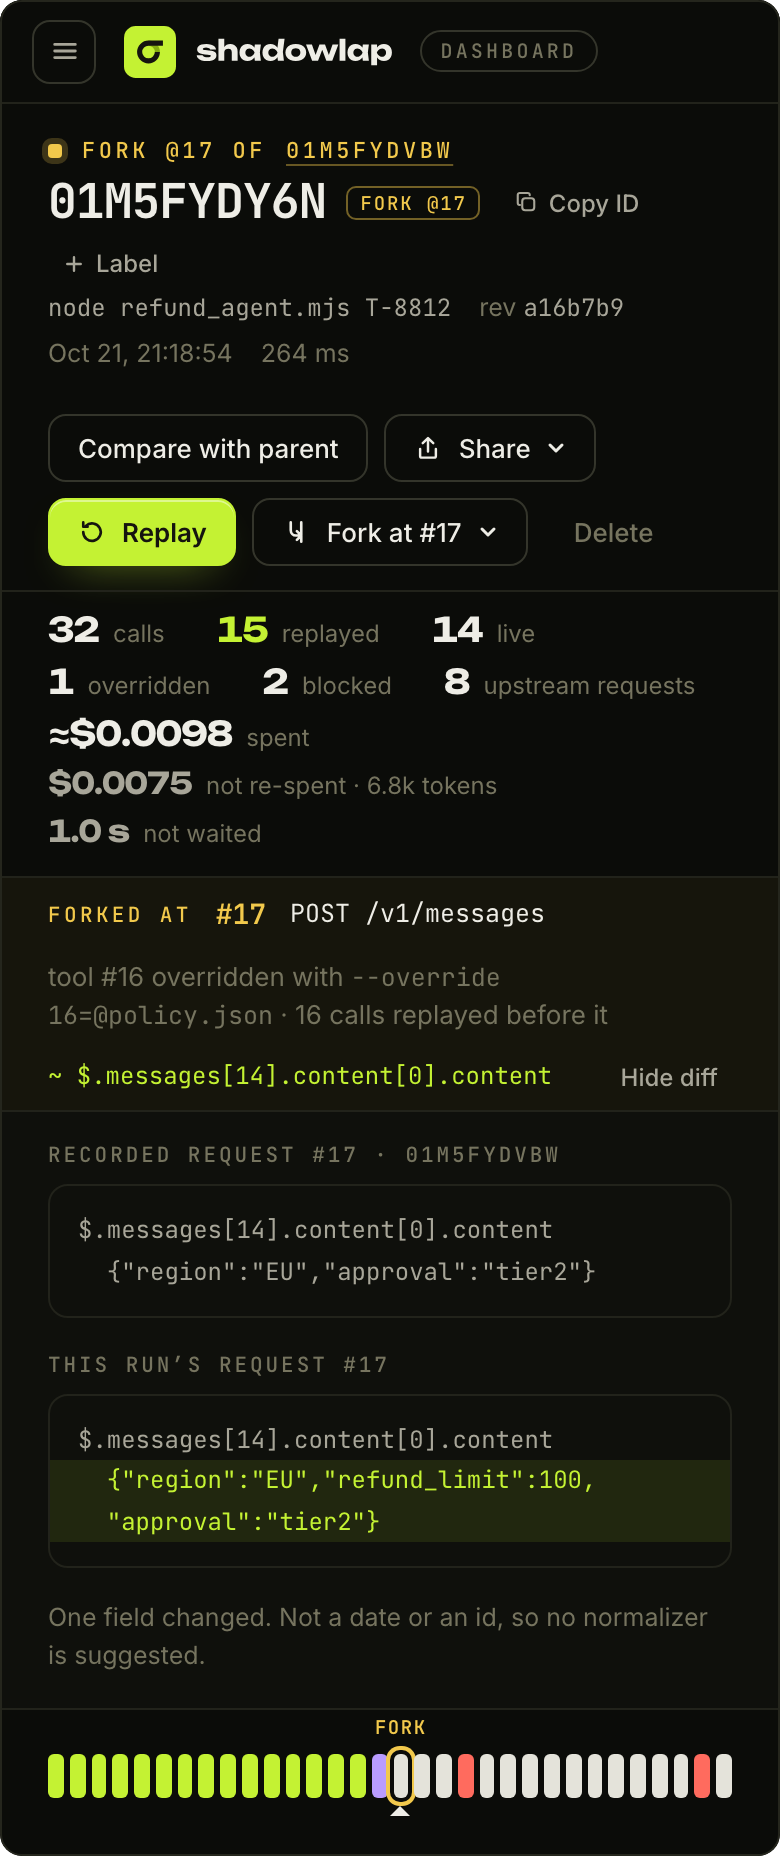 shadowlap DASHBOARD
FORK @17 OF 01M5FYDVBW
01M5FYDY6N FORK @17 Copy ID
+ Label
node refund_agent.mjs T-8812 rev a16b7b9
Oct 21, 21:18:54 264 ms
Compare with parent Share
Replay Fork at #17 Delete
32 calls 15 replayed 14 live
1 overridden 2 blocked 8 upstream requests
≈$0.0098 spent
$0.0075 not re-spent · 6.8k tokens
1.0 s not waited
FORKED AT #17 POST /v1/messages
tool #16 overridden with --override
16=@policy.json · 16 calls replayed before it
~ $.messages[14].content[0].content Hide diff
RECORDED REQUEST #17 · 01M5FYDVBW
$.messages[14].content[0].content
{"region":"EU","approval":"tier2"}
THIS RUN’S REQUEST #17
$.messages[14].content[0].content
{"region":"EU","refund_limit":100,
"approval":"tier2"}
One field changed. Not a date or an id, so no normalizer
is suggested.
FORK